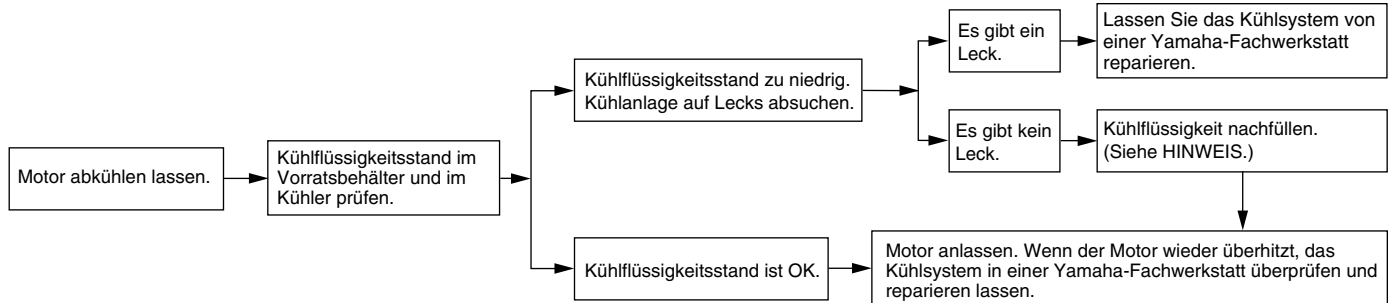 Motor abkühlen lassen.
Kühlflüssigkeitsstand im
Vorratsbehälter und im
Kühler prüfen.
Kühlflüssigkeitsstand zu niedrig.
Kühlanlage auf Lecks absuchen.
Es gibt ein
Leck.
Lassen Sie das Kühlsystem von
einer Yamaha-Fachwerkstatt
reparieren.
Es gibt kein
Leck.
Kühlflüssigkeit nachfüllen.
(Siehe HINWEIS.)
Kühlflüssigkeitsstand ist OK.
Motor anlassen. Wenn der Motor wieder überhitzt, das
Kühlsystem in einer Yamaha-Fachwerkstatt überprüfen und
reparieren lassen.